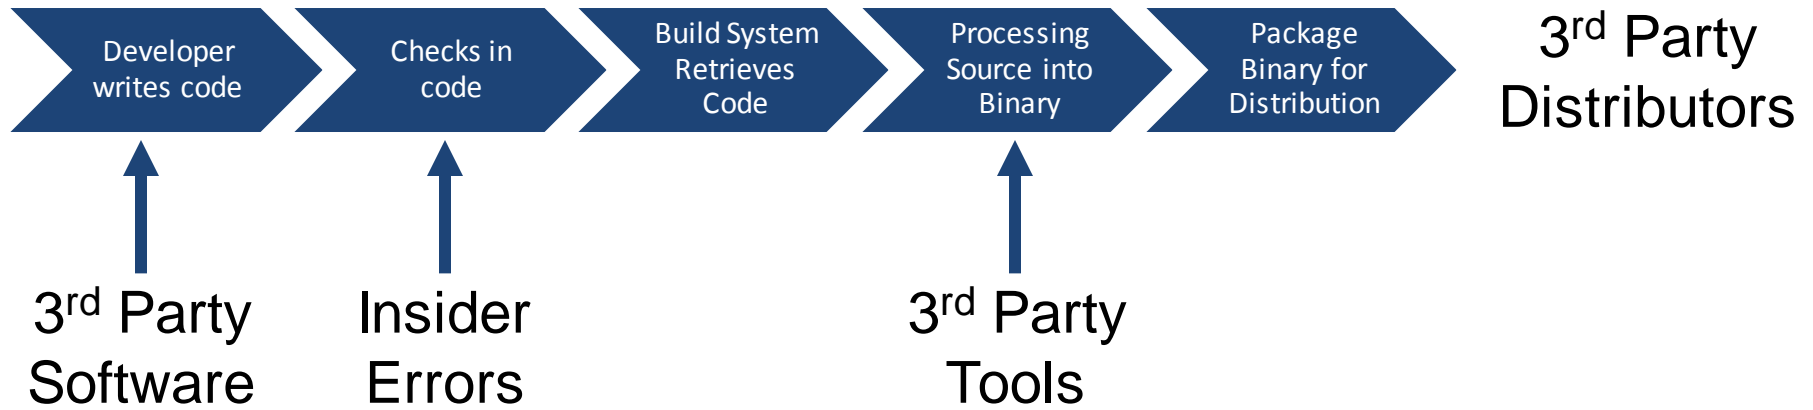 Developer
writes code
Checks in
code
Build System
Retrieves
Code
Processing
Source into
Binary
Package
Binary for
Distribution
3rd Party
Distributors
3rd Party
Software
Insider
Errors
3rd Party
Tools